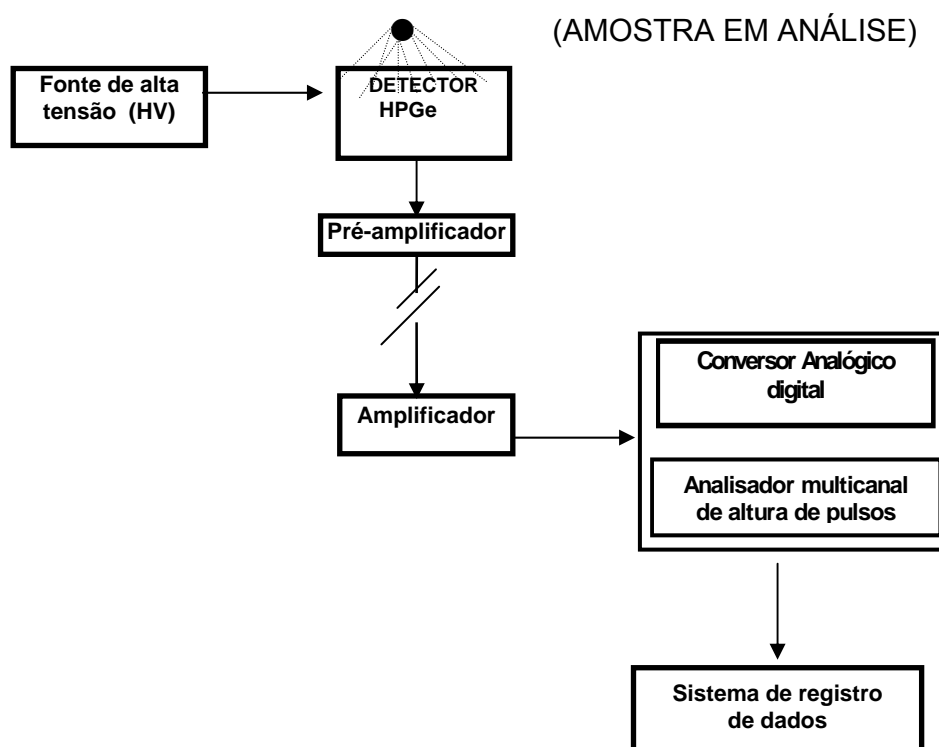 (AMOSTRA EM ANÁLISE)
Fonte de alta
tensão (HV)
DETECTOR
HPGe
Pré-amplificador
Amplificador
Conversor Analógico
digital
Analisador multicanal
de altura de pulsos
Sistema de registro
de dados